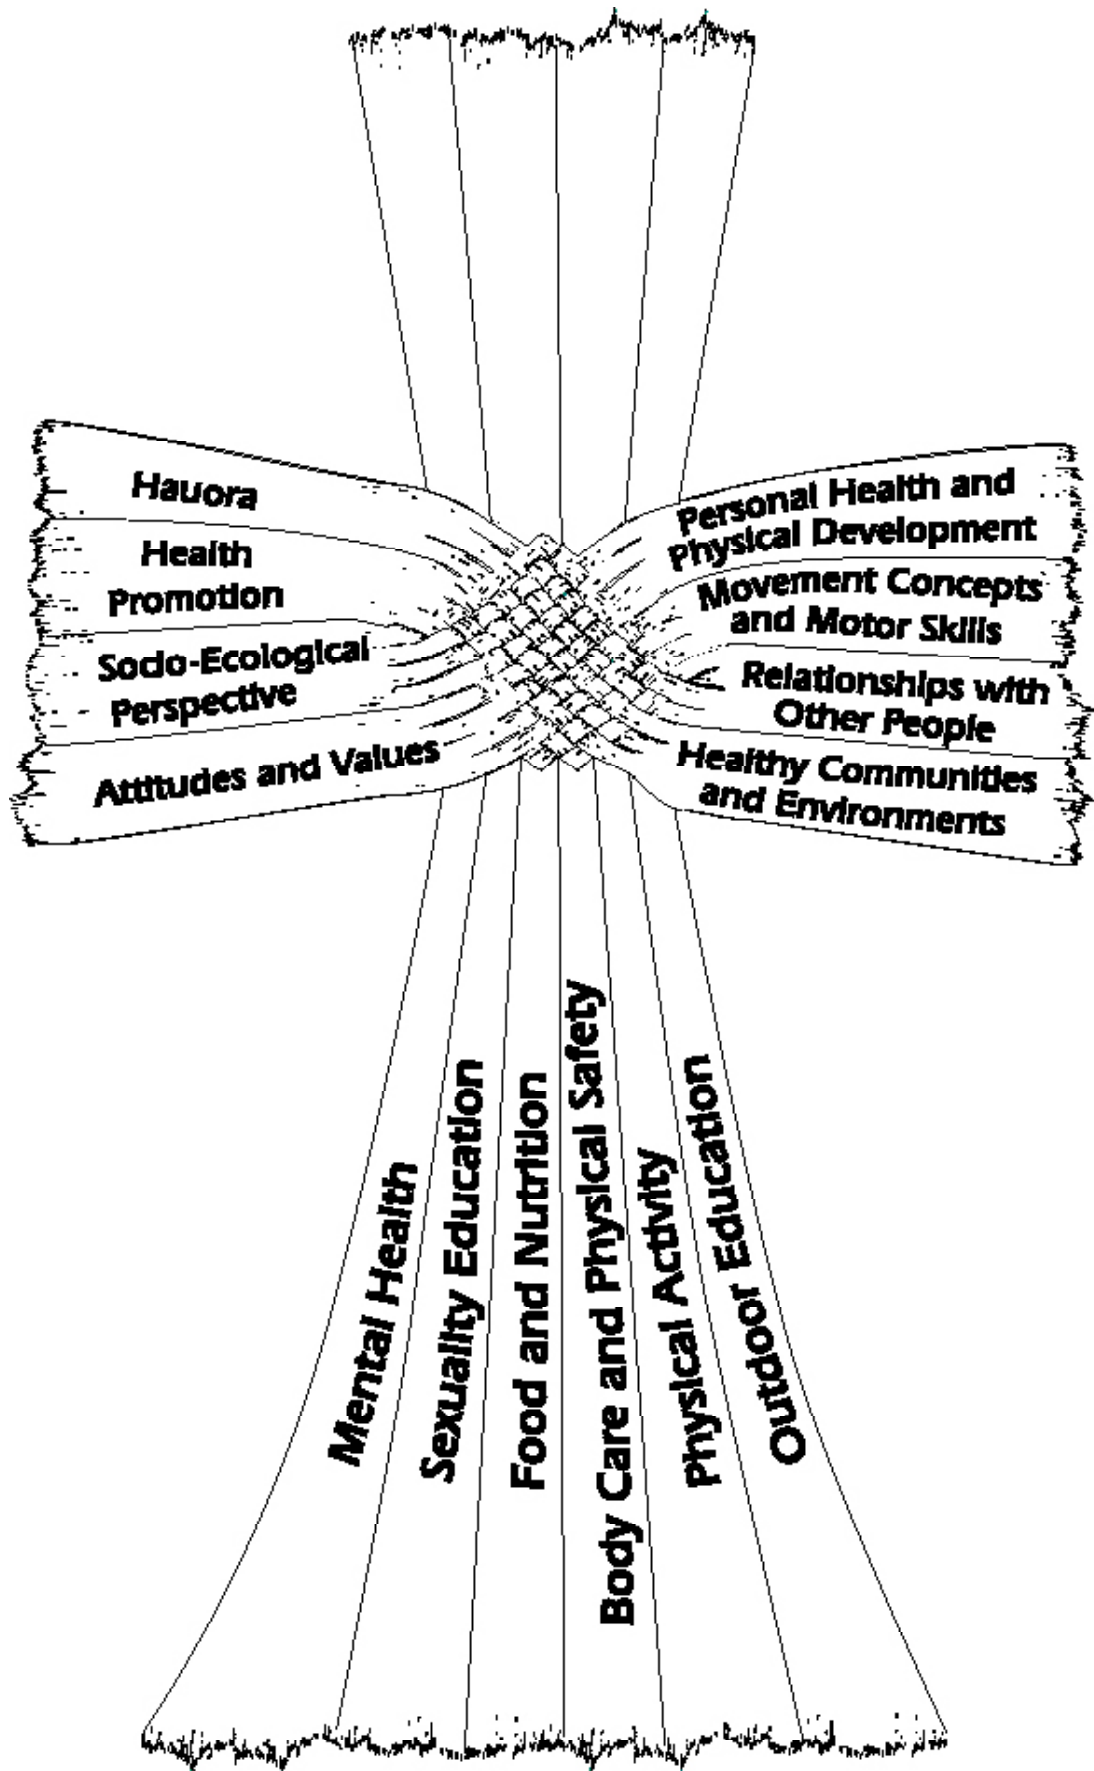 Hauora
Health
Promotion
Socio-Ecological
Perspective
Attitudes and Values
Personal Health and
Physical Development
Movement Concepts
and Motor Skills
Relationships with
Other People
Healthy Communities
and Environments
Mental Health
Sexuality Education
Food and Nutrition
Body Care and Physical Safety
Physical Activity
Outdoor Education